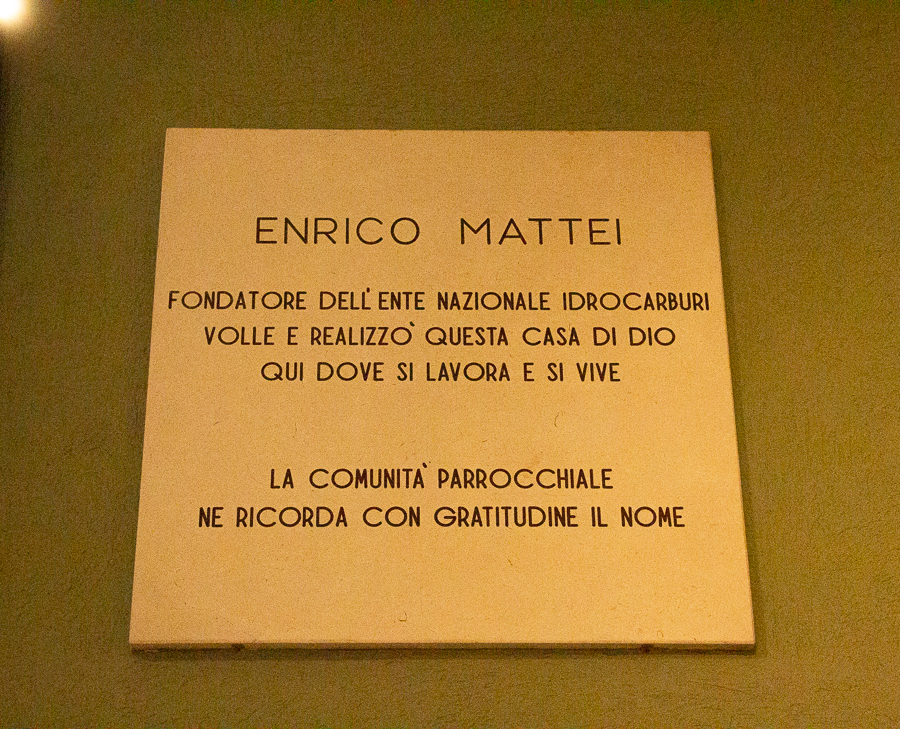 ENRICO MATTEI
FONDATORE DELL'ENTE NAZIONALE IDROCARBURI
VOLLE E REALIZZO' QUESTA CASA DI DIO
QUI DOVE SI LAVORA E SI VIVE
LA COMUNITA' PARROCCHIALE
NE RICORDA CON GRATITUDINE IL NOME